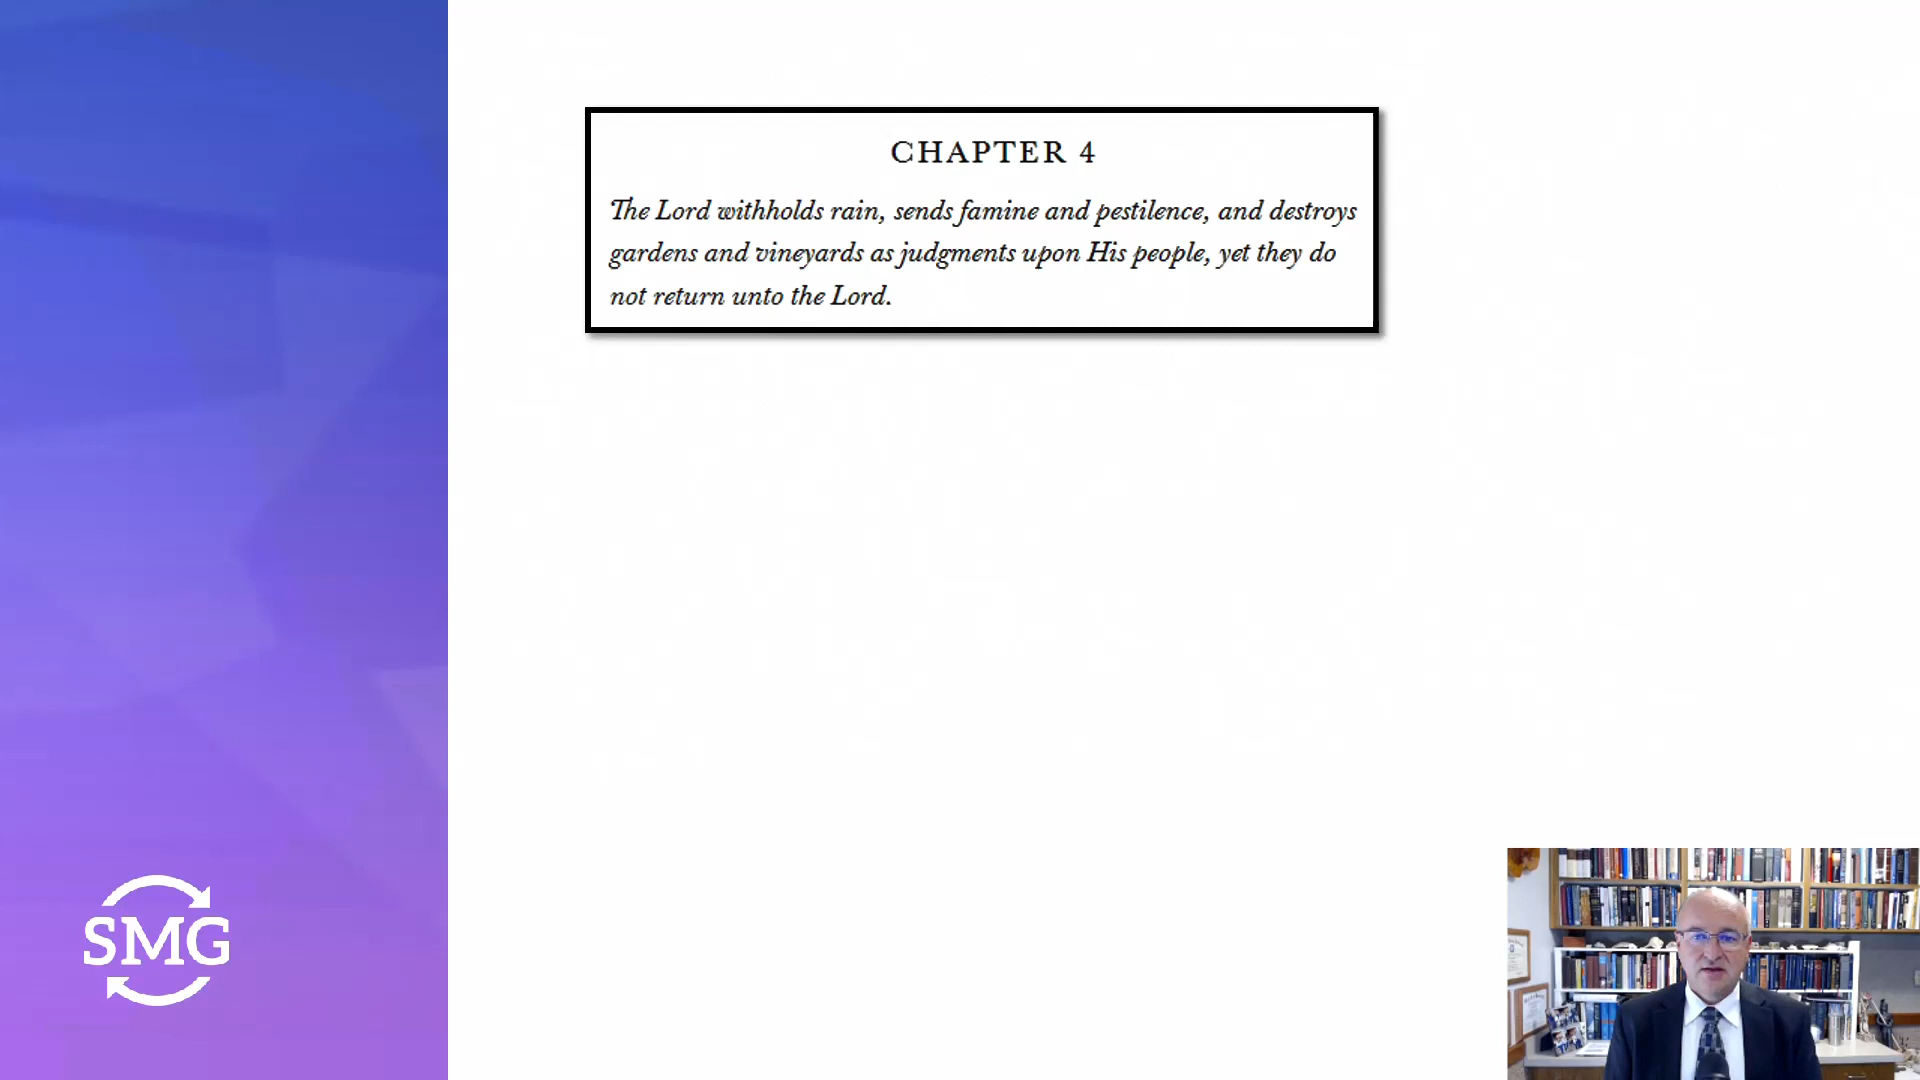 CHAPTER 4
The Lord withholds rain, sends famine and pestilence, and destroys
gardens and vineyards as judgments upon His people, yet they do
not return unto the Lord.
SMG